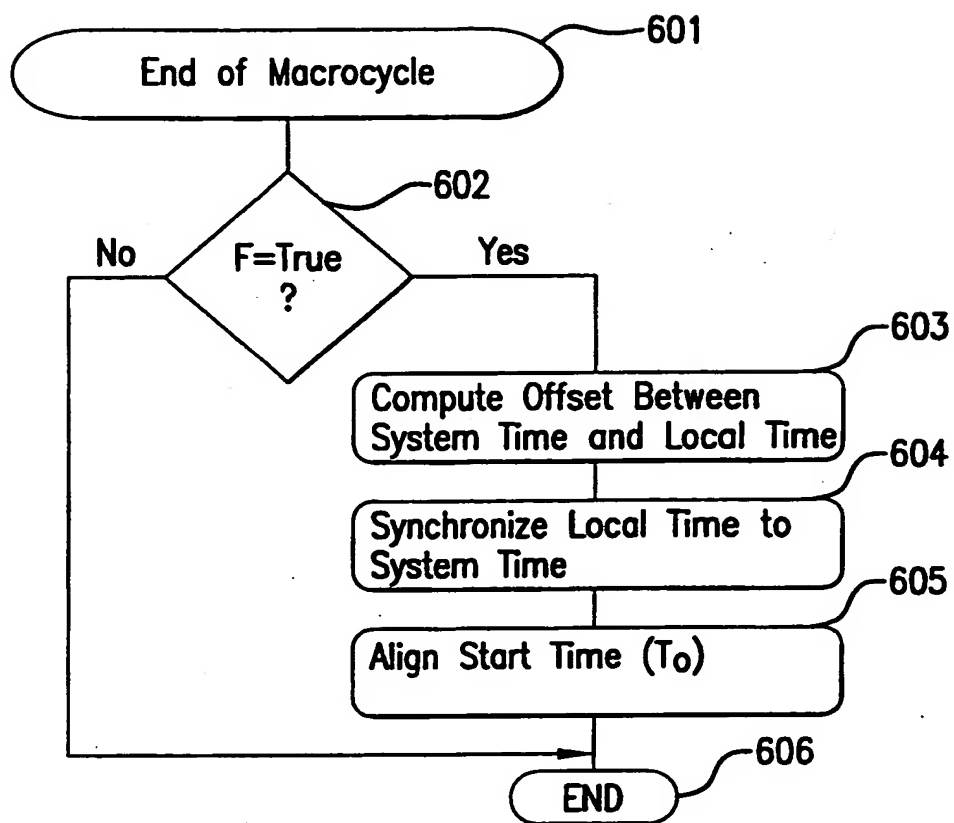 601
End of Macrocycle
602
No
F=True
?
Yes
603
Compute Offset Between
System Time and Local Time
604
Synchronize Local Time to
System Time
605
Align Start Time (To)
606
END